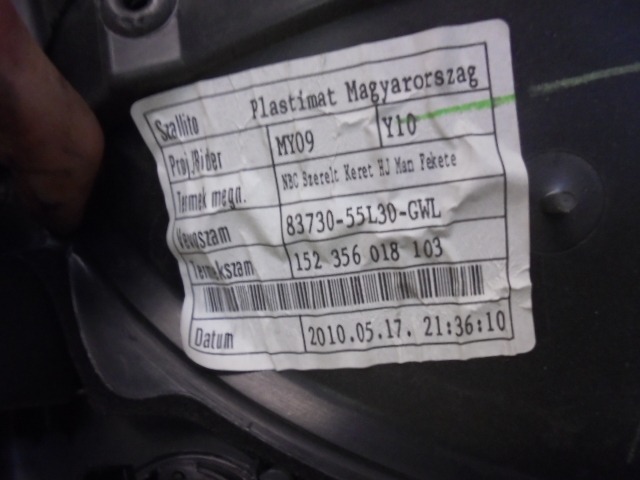 Szallito Plastimat Magyarorszag
Proj./Rider MY09 Y10
Termek mega. NBC Szerelt Keret HJ Man Fekete
Vevoszam 83730-55L30-GWL
Termekszam 152 356 018 103
Datum 2010.05.17. 21:36:10